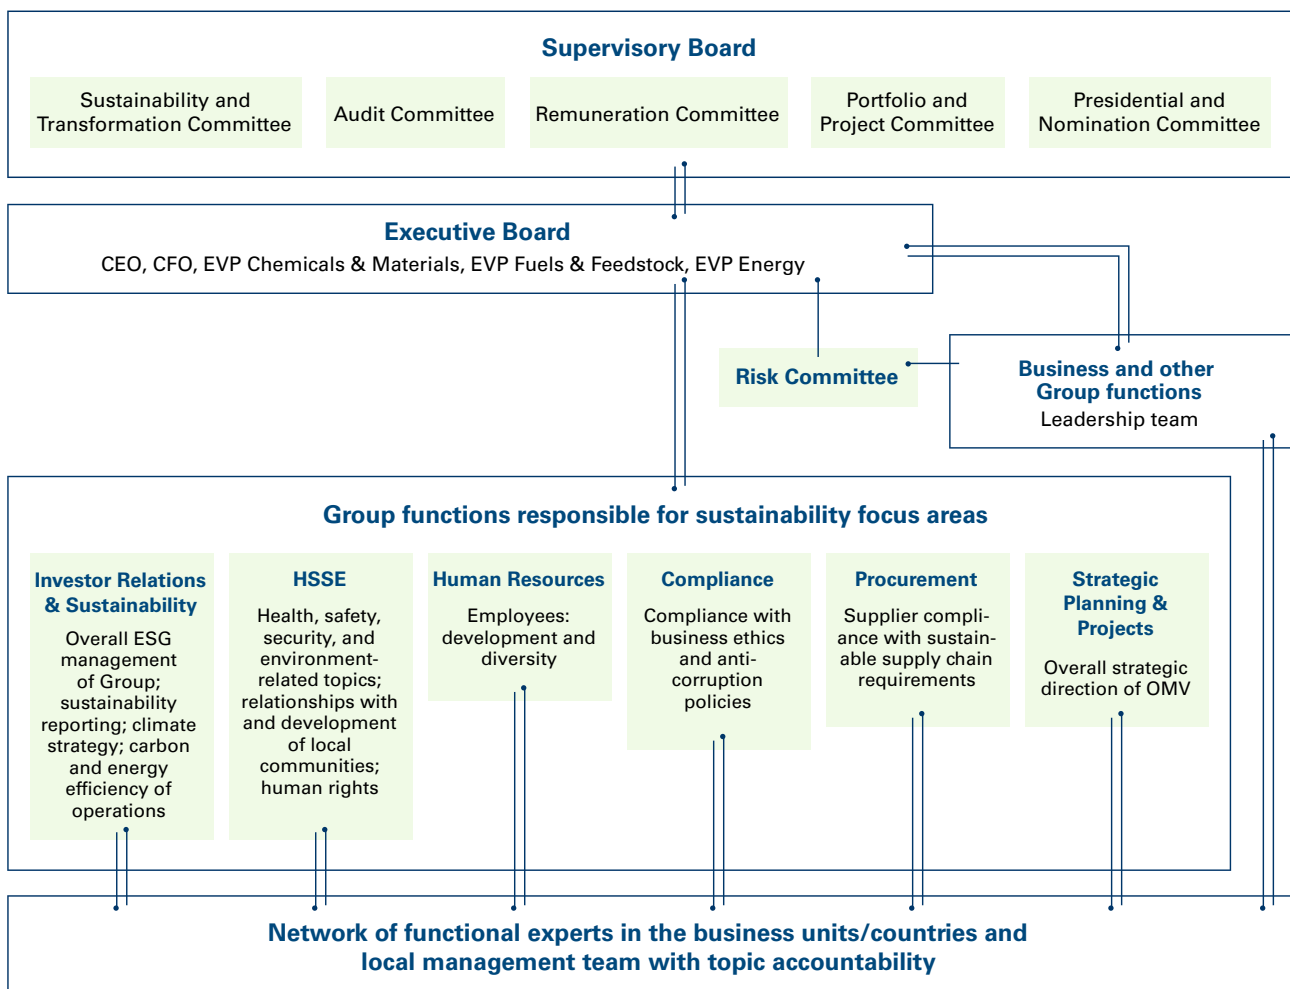 Supervisory Board
Sustainability and
Transformation Committee
Audit Committee
Remuneration Committee
Portfolio and
Project Committee
Presidential and
Nomination Committee
Executive Board
CEO, CFO, EVP Chemicals & Materials, EVP Fuels & Feedstock, EVP Energy
Risk Committee
Business and other
Group functions
Leadership team
Group functions responsible for sustainability focus areas
Investor Relations
& Sustainability
Overall ESG
management
of Group;
sustainability
reporting; climate
strategy; carbon
and energy
efficiency of
operations
HSSE
Health, safety,
security, and
environment-
related topics;
relationships with
and development
of local
communities;
human rights
Human Resources
Employees:
development and
diversity
Compliance
Compliance with
business ethics
and anti-
corruption
policies
Procurement
Supplier compli-
ance with sustain-
able supply chain
requirements
Strategic
Planning &
Projects
Overall strategic
direction of OMV
Network of functional experts in the business units/countries and
local management team with topic accountability